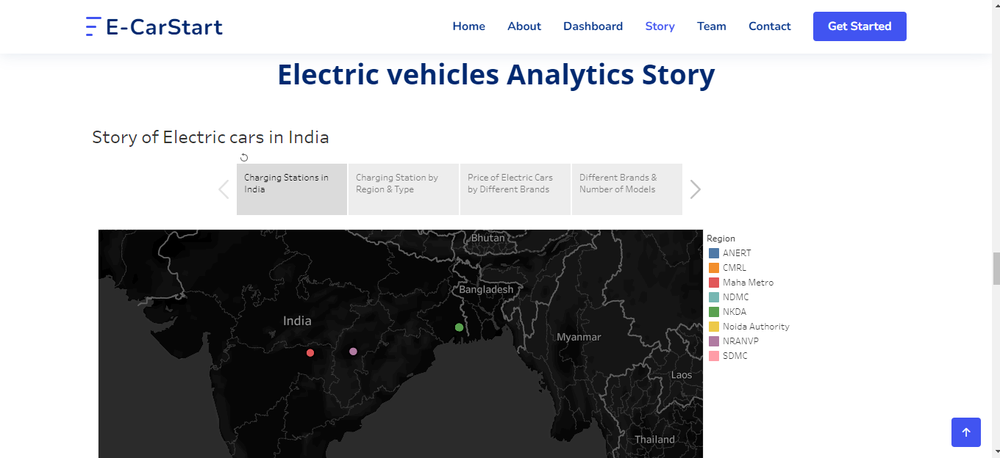 E-CarStart
Home About Dashboard Story Team Contact Get Started
Electric vehicles Analytics Story
Story of Electric cars in India
Charging Stations in
India
Charging Station by
Region & Type
Price of Electric Cars
by Different Brands
Different Brands &
Number of Models
Bhutan
Bangladesh
India
Myanmar
Laos
Thailand
Region
ANERT
CMRL
Maha Metro
NDMC
NKDA
Noida Authority
NRANVP
SDMC